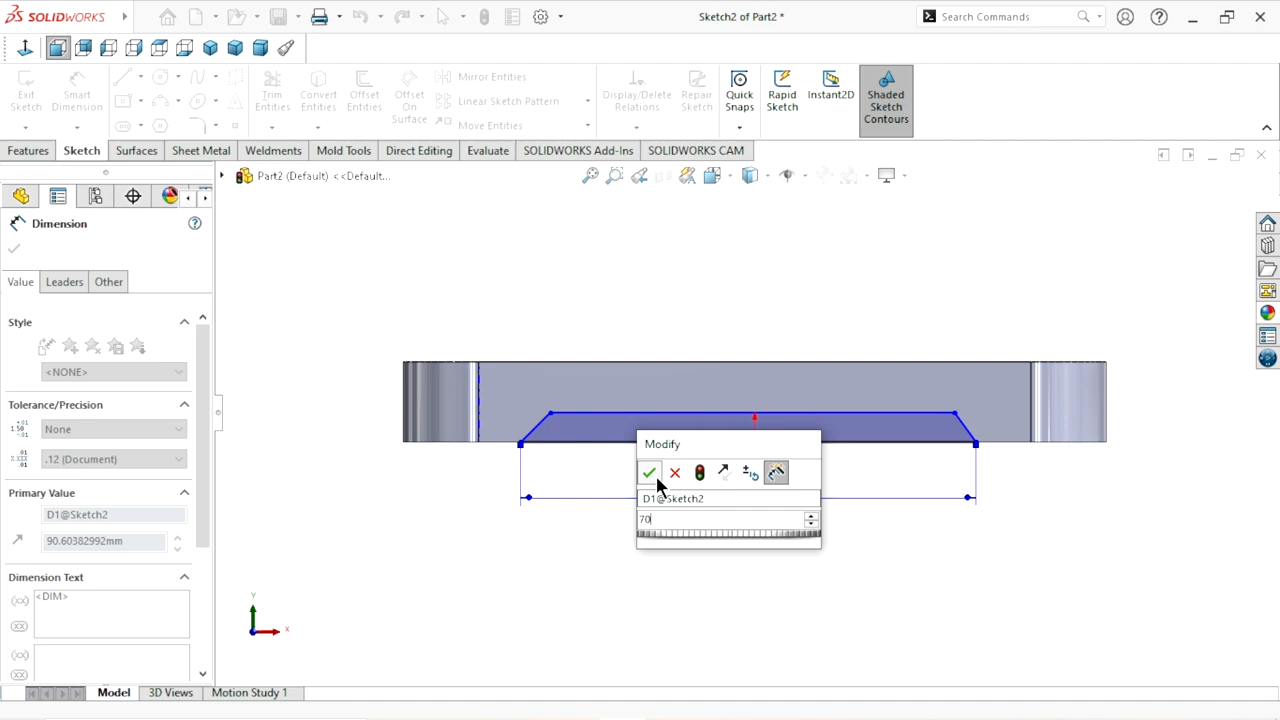 SOLIDWORKS
Sketch2 of Part2 *
Search Commands
Exit Sketch
Smart Dimension
Trim Entities
Convert Entities
Offset Entities
Offset On Surface
Mirror Entities
Linear Sketch Pattern
Move Entities
Display/Delete Relations
Repair Sketch
Quick Snaps
Rapid Sketch
Instant2D
Shaded Sketch Contours
Features
Sketch
Surfaces
Sheet Metal
Weldments
Mold Tools
Direct Editing
Evaluate
SOLIDWORKS Add-Ins
SOLIDWORKS CAM
Part2 (Default) <<Default...
Dimension
Value
Leaders
Other
Style
<NONE>
Tolerance/Precision
None
.12 (Document)
Primary Value
D1@Sketch2
90.60382992mm
Dimension Text
<DIM>
Modify
D1@Sketch2
70
Y
X
Model
3D Views
Motion Study 1